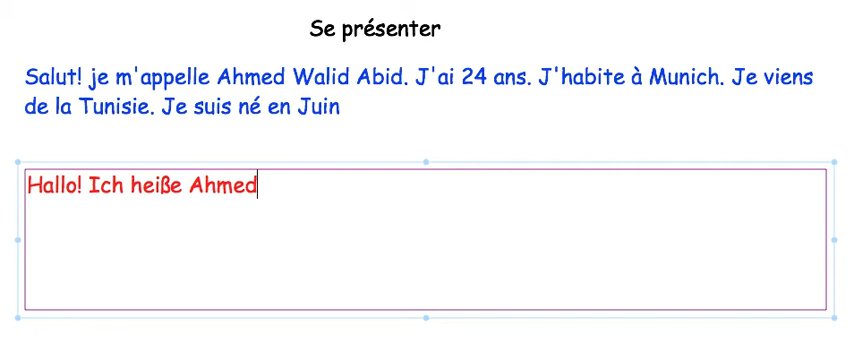 Se présenter
Salut! je m'appelle Ahmed Walid Abid. J'ai 24 ans. J'habite à Munich. Je viens
de la Tunisie. Je suis né en Juin
Hallo! Ich heiße Ahmed